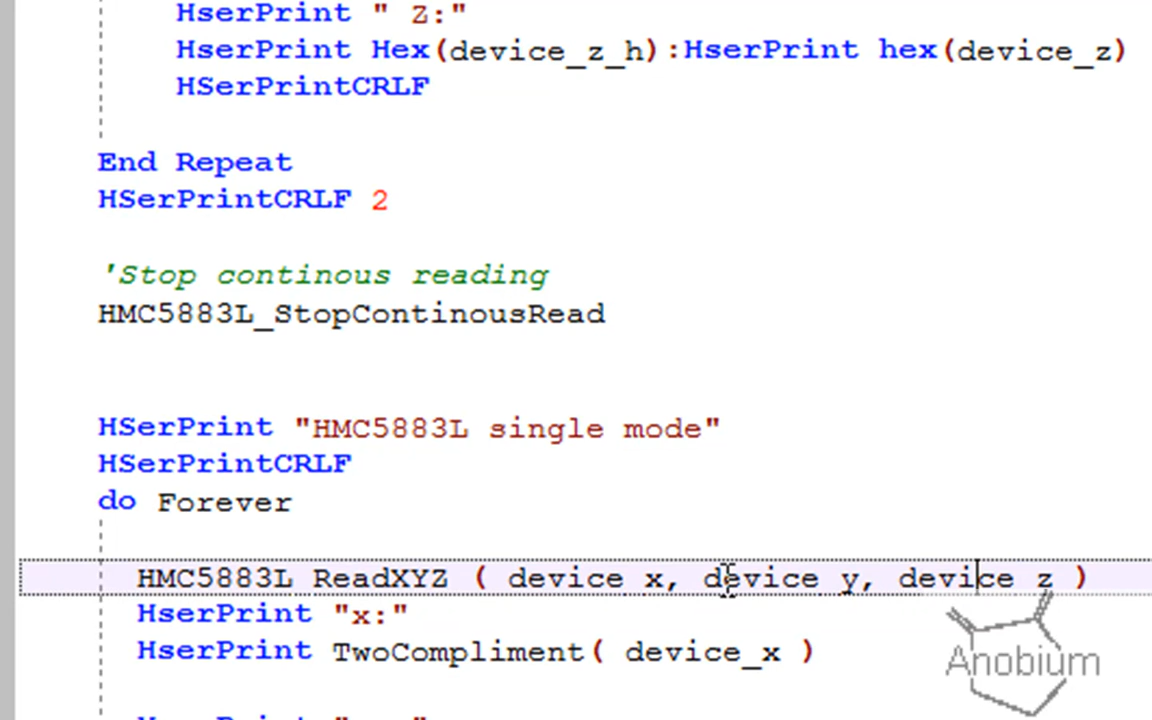 HserPrint " Z:"
HserPrint Hex(device_z_h):HserPrint hex(device_z)
HserPrintCRLF
End Repeat
HSerPrintCRLF 2
'Stop continous reading
HMC5883L_StopContinousRead
HSerPrint "HMC5883L single mode"
HSerPrintCRLF
do Forever
HMC5883L ReadXYZ ( device x, device y, device z )
HserPrint "x:"
HserPrint TwoCompliment( device_x )
Anobium